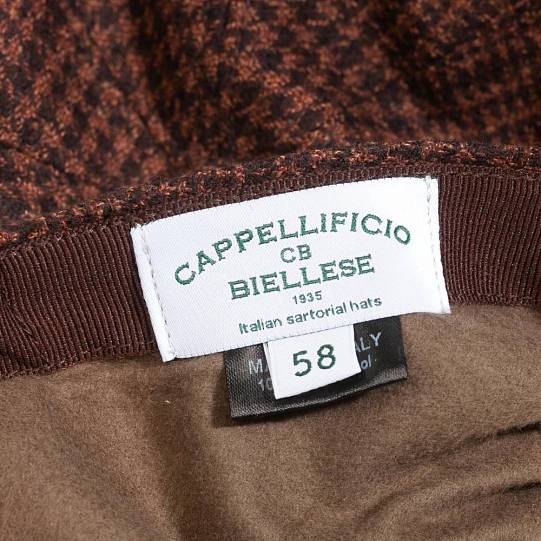 CAPPELLIFICIO
CB
BIELLESE
1935
Italian sartorial hats
58